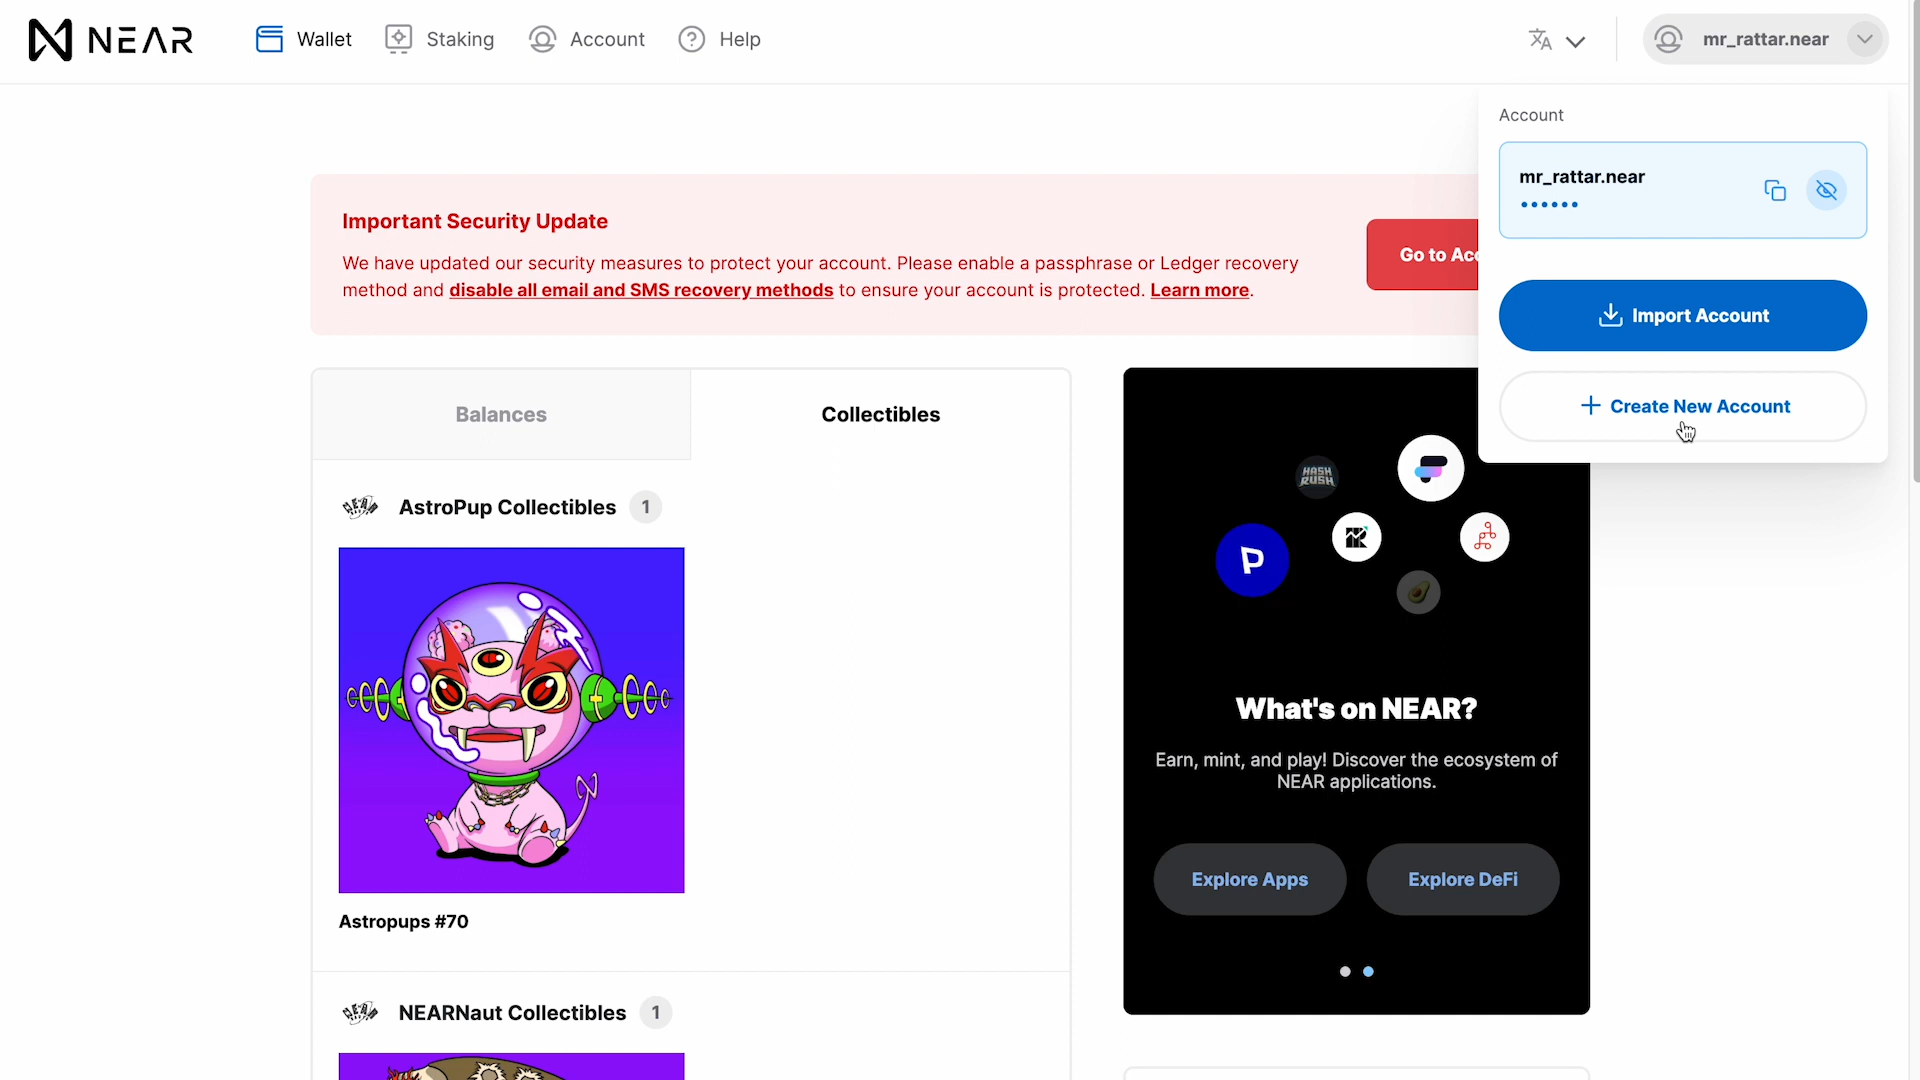 NEAR
Wallet
Staking
Account
Help
mr_rattar.near
Account
mr_rattar.near
Import Account
+ Create New Account
Important Security Update
We have updated our security measures to protect your account. Please enable a passphrase or Ledger recovery
method and disable all email and SMS recovery methods to ensure your account is protected. Learn more.
Go to Acc
Balances
Collectibles
AstroPup Collectibles 1
Astropups #70
NEARNaut Collectibles 1
HASH
RUSH
P
What's on NEAR?
Earn, mint, and play! Discover the ecosystem of
NEAR applications.
Explore Apps
Explore DeFi